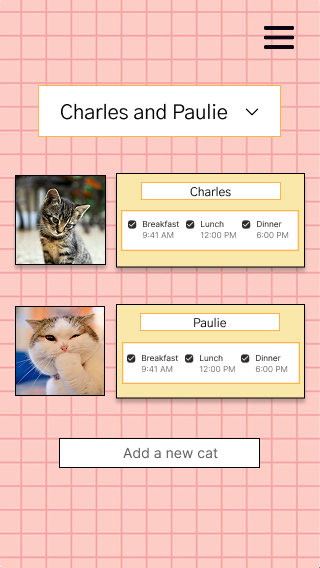 Charles and Paulie
Charles
Breakfast Lunch Dinner
9:41 AM 12:00 PM 6:00 PM
Paulie
Breakfast Lunch Dinner
9:41 AM 12:00 PM 6:00 PM
Add a new cat